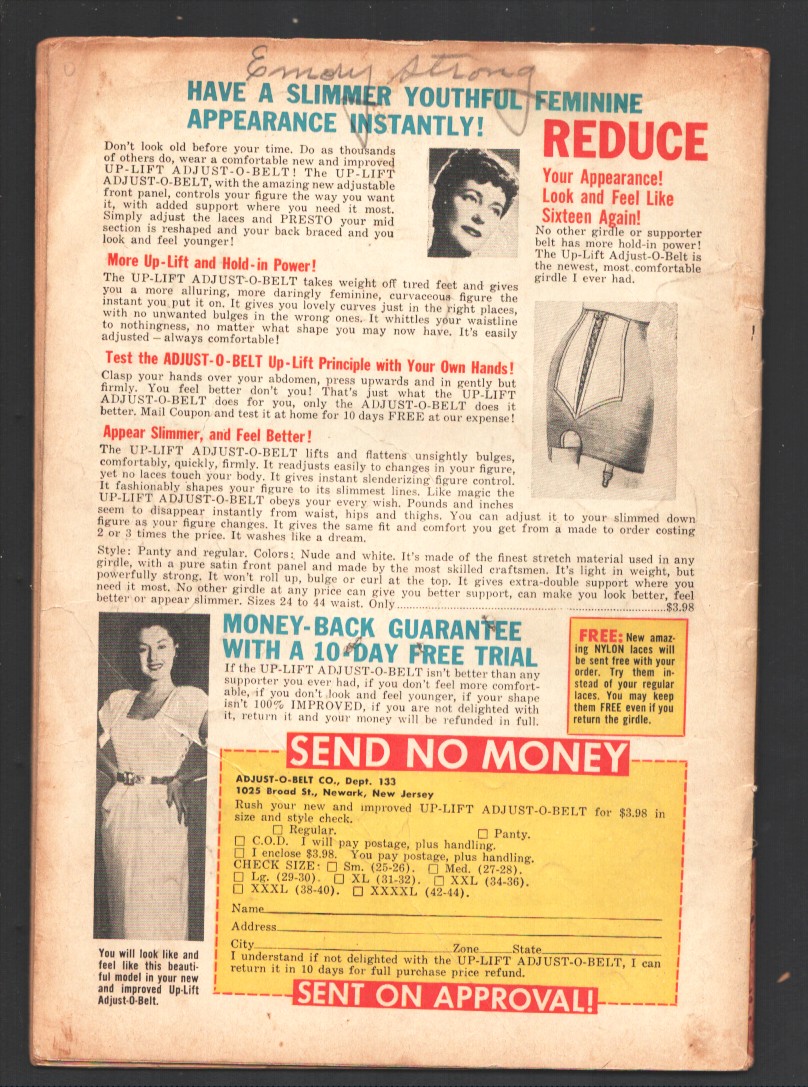 Emory Strong
HAVE A SLIMMER YOUTHFUL FEMININE
APPEARANCE INSTANTLY!
Don't look old before your time. Do as thousands
of others do, wear a comfortable new and improved
UP-LIFT ADJUST-O-BELT! The UP-LIFT
ADJUST-O-BELT, with the amazing new adjustable
front panel, controls your figure the way you want
it, with added support where you need it most.
Simply adjust the laces and PRESTO your mid
section is reshaped and your back braced and you
look and feel younger!
REDUCE
Your Appearance!
Look and Feel Like
Sixteen Again!
No other girdle or supporter
belt has more hold-in power!
The Up-Lift Adjust-O-Belt is
the newest, most comfortable
girdle I ever had.
More Up-Lift and Hold-in Power!
The UP-LIFT ADJUST-O-BELT takes weight off tired feet and gives
you a more alluring, more daringly feminine, curvaceous figure the
instant you put it on. It gives you lovely curves just in the right places,
with no unwanted bulges in the wrong ones. It whittles your waistline
to nothingness, no matter what shape you may now have. It's easily
adjusted — always comfortable!
Test the ADJUST-O-BELT Up-Lift Principle with Your Own Hands!
Clasp your hands over your abdomen, press upwards and in gently but
firmly. You feel better don't you! That's just what the UP-LIFT
ADJUST-O-BELT does for you, only the ADJUST-O-BELT does it
better. Mail Coupon and test it at home for 10 days FREE at our expense!
Appear Slimmer, and Feel Better!
The UP-LIFT ADJUST-O-BELT lifts and flattens unsightly bulges,
comfortably, quickly, firmly. It readjusts easily to changes in your figure,
yet no laces touch your body. It gives instant slenderizing figure control.
It fashionably shapes your figure to its slimmest lines. Like magic the
UP-LIFT ADJUST-O-BELT obeys your every wish. Pounds and inches
seem to disappear instantly from waist, hips and thighs. You can adjust it to your slimmed down
figure as your figure changes. It gives the same fit and comfort you get from a made to order costing
2 or 3 times the price. It washes like a dream.
Style: Panty and regular. Colors: Nude and white. It's made of the finest stretch material used in any
girdle, with a pure satin front panel and made by the most skilled craftsmen. It's light in weight, but
powerfully strong. It won't roll up, bulge or curl at the top. It gives extra-double support where you
need it most. No other girdle at any price can give you better support, can make you look better, feel
better or appear slimmer. Sizes 24 to 44 waist. Only ........ $3.98
MONEY-BACK GUARANTEE
WITH A 10 DAY FREE TRIAL
If the UP-LIFT ADJUST-O-BELT isn't better than any
supporter you ever had, if you don't feel more comfort-
able, if you don't look and feel younger, if your shape
isn't 100% IMPROVED, if you are not delighted with
it, return it and your money will be refunded in full.
FREE: New amaz-
ing NYLON laces will
be sent free with your
order. Try them in-
stead of your regular
laces. You may keep
them FREE even if you
return the girdle.
You will look like and
feel like this beauti-
ful model in your new
and improved Up-Lift
Adjust-O-Belt.
SEND NO MONEY
ADJUST-O-BELT CO., Dept. 133
1025 Broad St., Newark, New Jersey
Rush your new and improved UP-LIFT ADJUST-O-BELT for $3.98 in
size and style check.
☐ Regular. ☐ Panty.
☐ C.O.D. I will pay postage, plus handling.
☐ I enclose $3.98. You pay postage, plus handling.
CHECK SIZE: ☐ Sm. (25-26). ☐ Med. (27-28).
☐ Lg. (29-30). ☐ XL (31-32). ☐ XXL (34-36).
☐ XXXL (38-40). ☐ XXXXL (42-44).
Name
Address
City Zone State
I understand if not delighted with the UP-LIFT ADJUST-O-BELT, I can
return it in 10 days for full purchase price refund.
SENT ON APPROVAL!